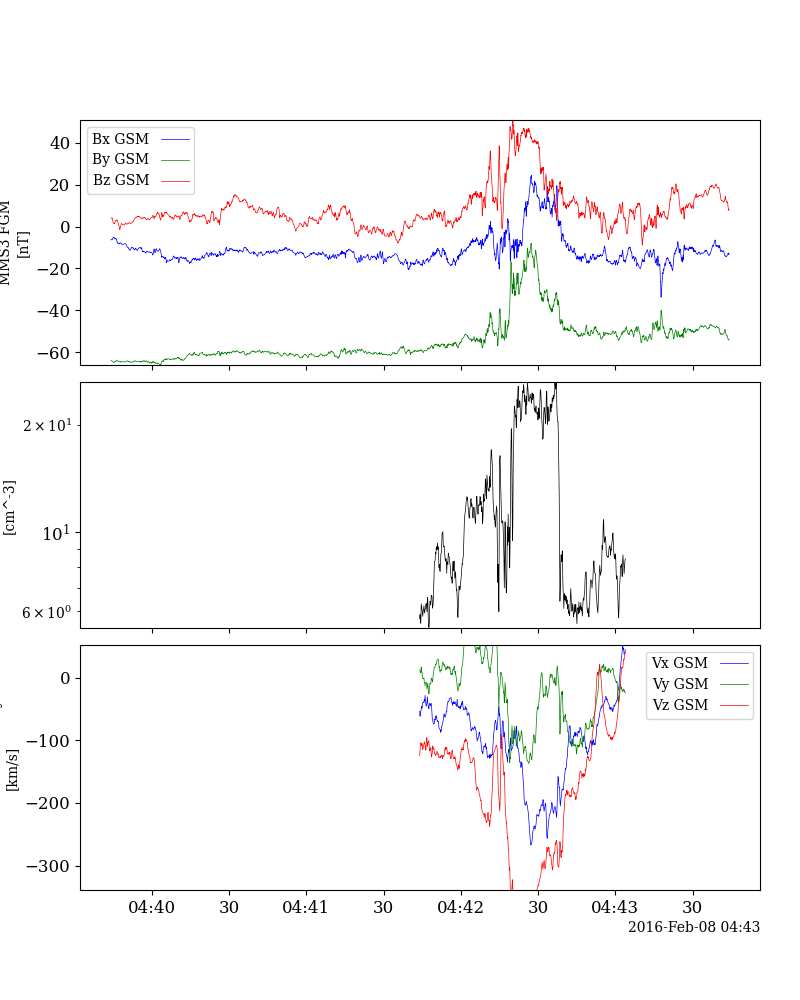 40
20
0
−20
−40
−60
MMS3 FGM
[nT]
Bx GSM
By GSM
Bz GSM
2 × 10¹
10¹
6 × 10⁰
[cm^-3]
0
−100
−200
−300
[km/s]
Vx GSM
Vy GSM
Vz GSM
04:40 30 04:41 30 04:42 30 04:43 30
2016-Feb-08 04:43